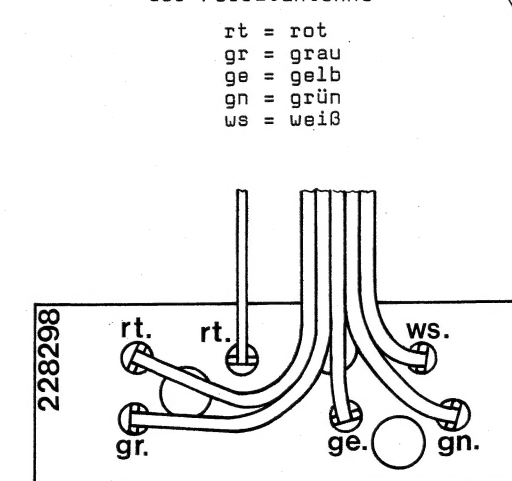 rt = rot
gr = grau
ge = gelb
gn = grün
ws = weiß
228298
rt.
rt.
ws.
gr.
ge.
gn.